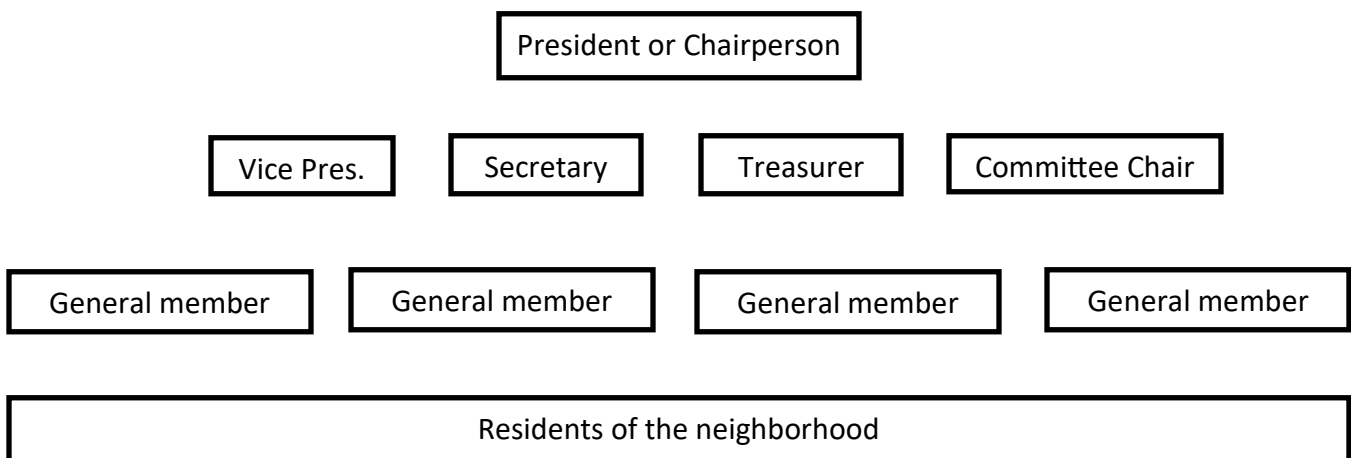 President or Chairperson
Vice Pres.
Secretary
Treasurer
Committee Chair
General member
General member
General member
General member
Residents of the neighborhood